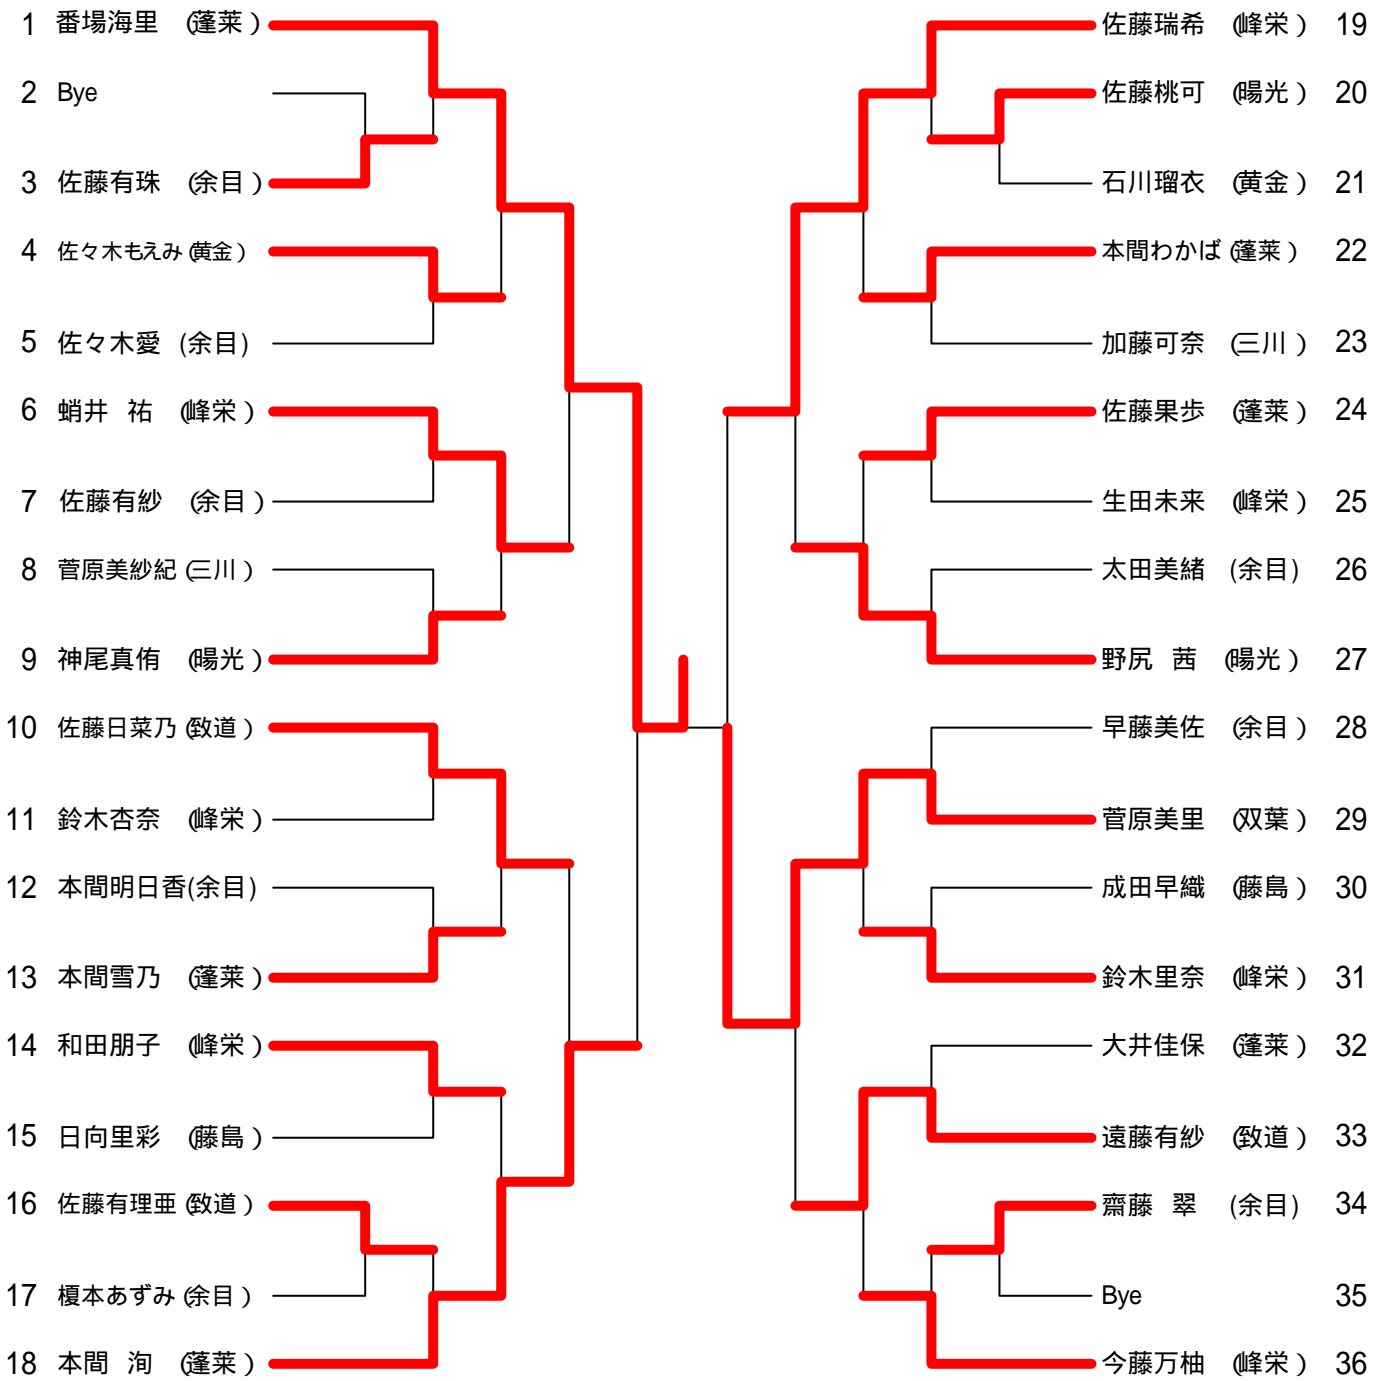 1 番場海里 (蓬莱)
2 Bye
3 佐藤有珠 (余目)
4 佐々木もえみ (黄金)
5 佐々木愛 (余目)
6 蛸井 祐 (峰栄)
7 佐藤有紗 (余目)
8 菅原美紗紀 (三川)
9 神尾真侑 (暘光)
10 佐藤日菜乃 (致道)
11 鈴木杏奈 (峰栄)
12 本間明日香(余目)
13 本間雪乃 (蓬莱)
14 和田朋子 (峰栄)
15 日向里彩 (藤島)
16 佐藤有理亜 (致道)
17 榎本あずみ (余目)
18 本間 洵 (蓬莱)
佐藤瑞希 (峰栄) 19
佐藤桃可 (暘光) 20
石川瑠衣 (黄金) 21
本間わかば (蓬莱) 22
加藤可奈 (三川) 23
佐藤果歩 (蓬莱) 24
生田未来 (峰栄) 25
太田美緒 (余目) 26
野尻 茜 (暘光) 27
早藤美佐 (余目) 28
菅原美里 (双葉) 29
成田早織 (藤島) 30
鈴木里奈 (峰栄) 31
大井佳保 (蓬莱) 32
遠藤有紗 (致道) 33
齋藤 翠 (余目) 34
Bye 35
今藤万柚 (峰栄) 36